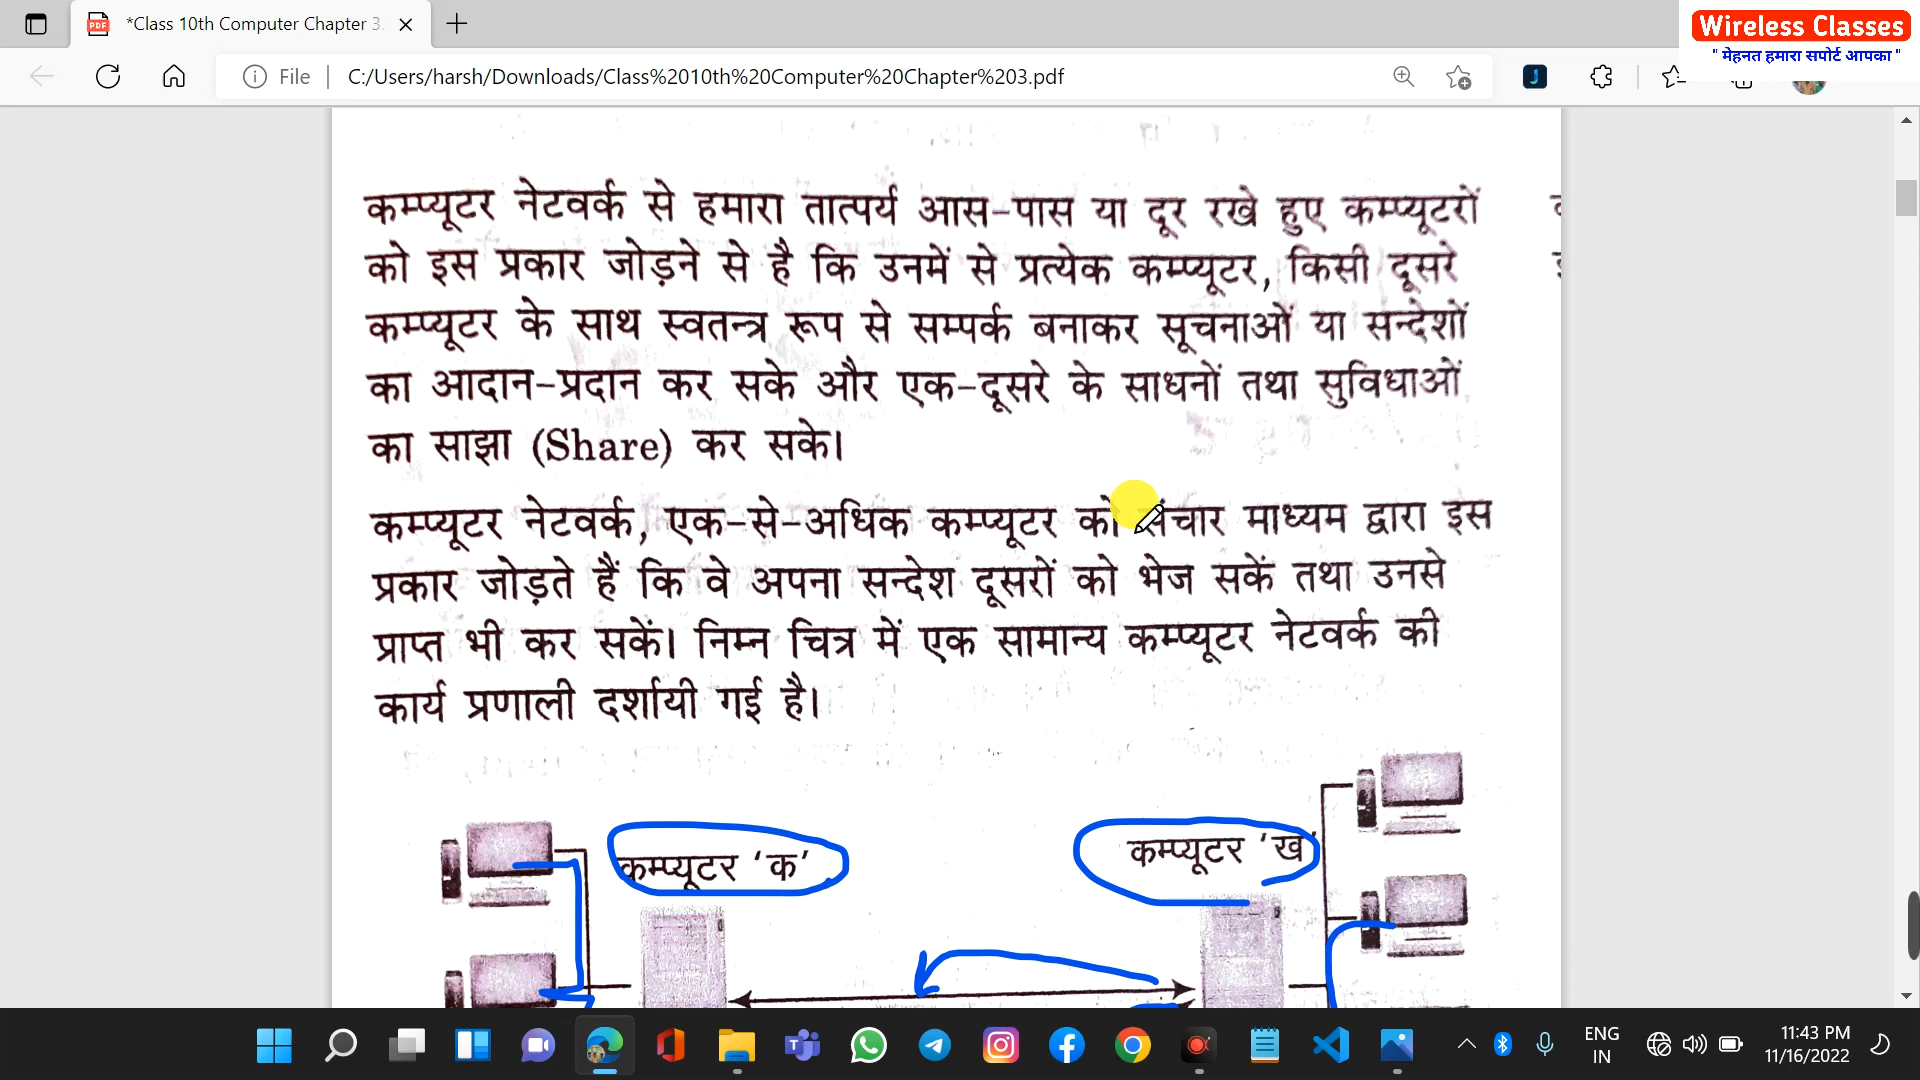 *Class 10th Computer Chapter 3.
Wireless Classes
" मेहनत हमारा सपोर्ट आपका "
File
C:/Users/harsh/Downloads/Class%2010th%20Computer%20Chapter%203.pdf
कम्प्यूटर नेटवर्क से हमारा तात्पर्य आस-पास या दूर रखे हुए कम्प्यूटरों
को इस प्रकार जोड़ने से है कि उनमें से प्रत्येक कम्प्यूटर, किसी दूसरे
कम्प्यूटर के साथ स्वतन्त्र रूप से सम्पर्क बनाकर सूचनाओं या सन्देशों
का आदान-प्रदान कर सके और एक-दूसरे के साधनों तथा सुविधाओं
का साझा (Share) कर सके।
कम्प्यूटर नेटवर्क, एक-से-अधिक कम्प्यूटर को संचार माध्यम द्वारा इस
प्रकार जोड़ते हैं कि वे अपना सन्देश दूसरों को भेज सकें तथा उनसे
प्राप्त भी कर सकें। निम्न चित्र में एक सामान्य कम्प्यूटर नेटवर्क की
कार्य प्रणाली दर्शायी गई है।
कम्प्यूटर 'क'
कम्प्यूटर 'ख'
ENG
IN
11:43 PM
11/16/2022